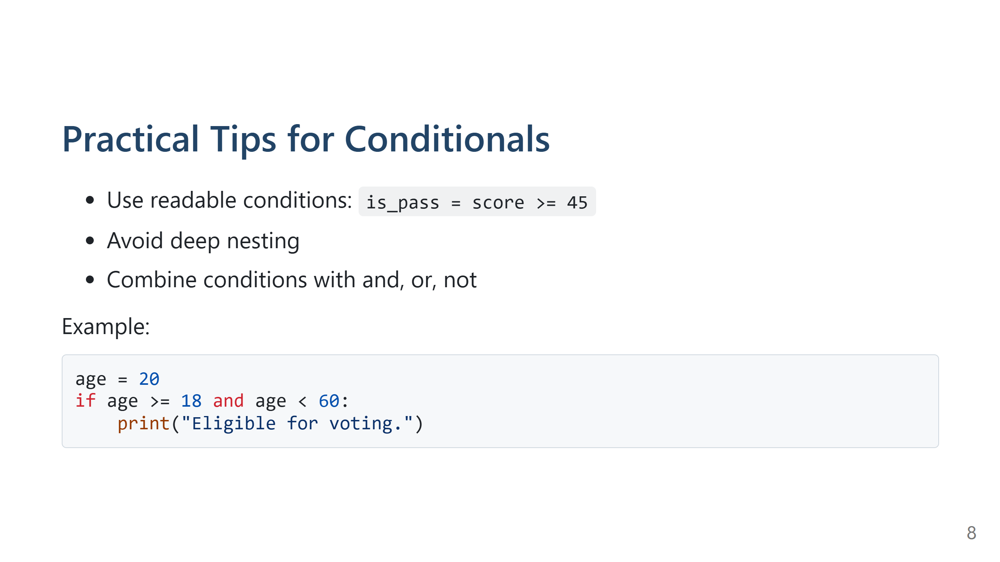 Practical Tips for Conditionals
• Use readable conditions: is_pass = score >= 45
• Avoid deep nesting
• Combine conditions with and, or, not
Example:
age = 20
if age >= 18 and age < 60:
    print("Eligible for voting.")
8